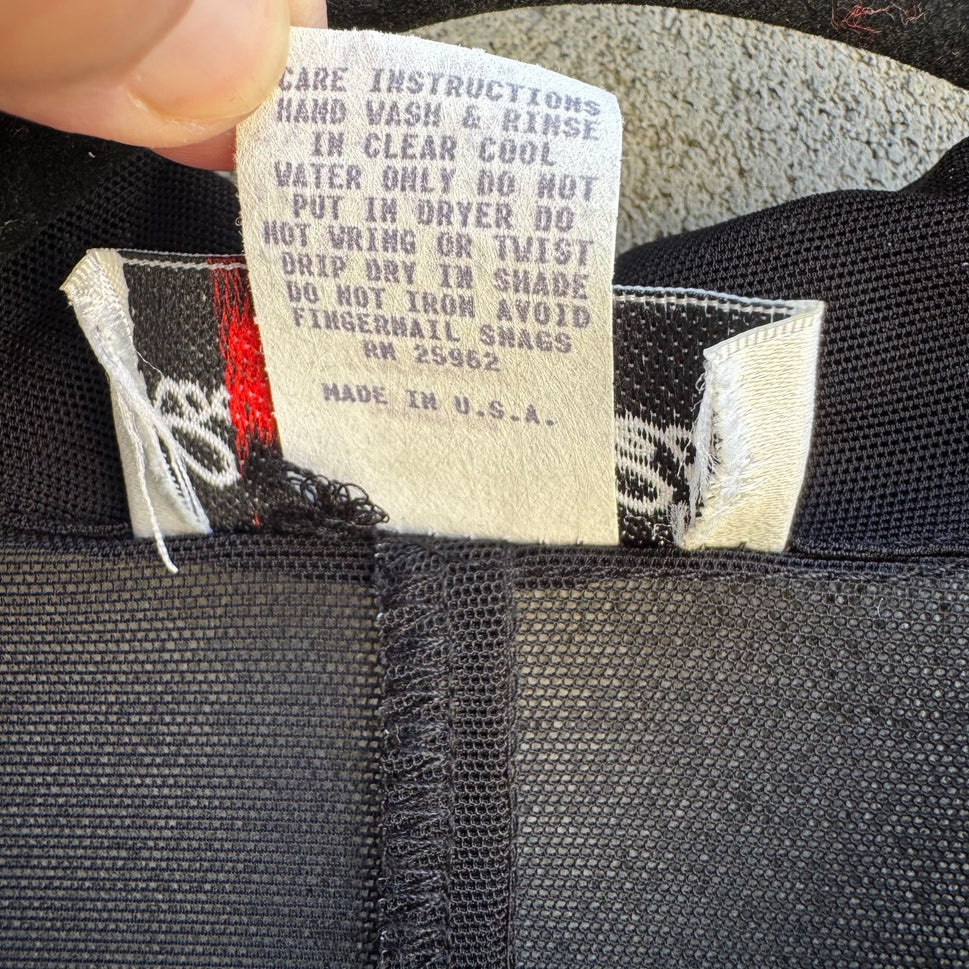 CARE INSTRUCTIONS
HAND WASH & RINSE
IN CLEAR COOL
WATER ONLY DO NOT
PUT IN DRYER DO
NOT WRING OR TWIST
DRIP DRY IN SHADE
DO NOT IRON AVOID
FINGERNAIL SNAGS
RN 25962
MADE IN U.S.A.